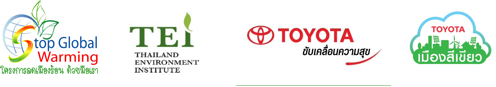 Stop Global
Warming
โครงการลดเมืองร้อน ด้วยมือเรา
TEI
THAILAND
ENVIRONMENT
INSTITUTE
TOYOTA
ขับเคลื่อนความสุข
TOYOTA
เมืองสีเขียว